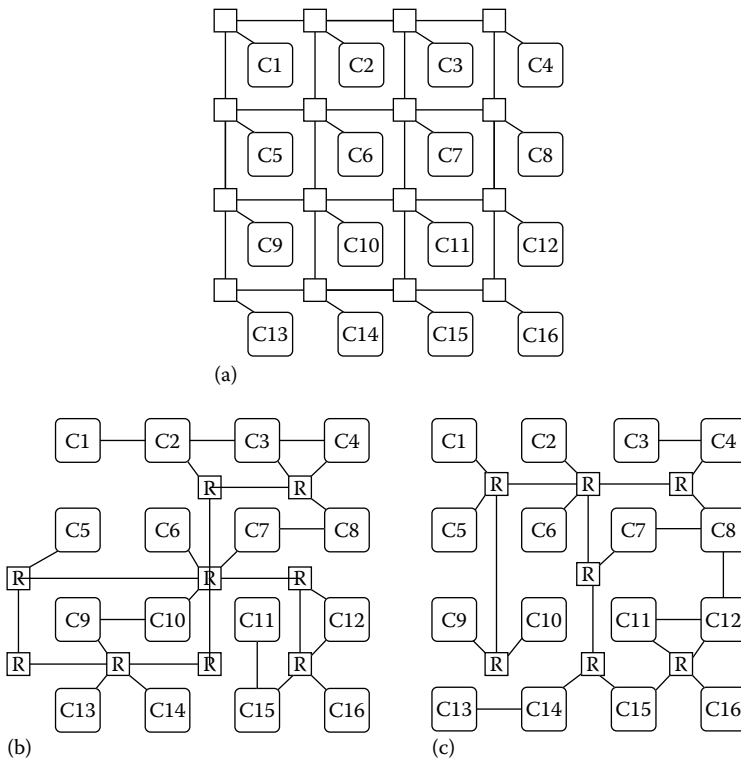 C1 C2 C3 C4
C5 C6 C7 C8
C9 C10 C11 C12
C13 C14 C15 C16
(a)
C1 C2 C3 C4
R R
C5 C6 C7 C8
R R R
C9 C10 C11 C12
R R R R
C13 C14 C15 C16
(b)
C1 C2 C3 C4
R R R
C5 C6 C7 C8
R
C9 C10 C11 C12
R R R
C13 C14 C15 C16
(c)